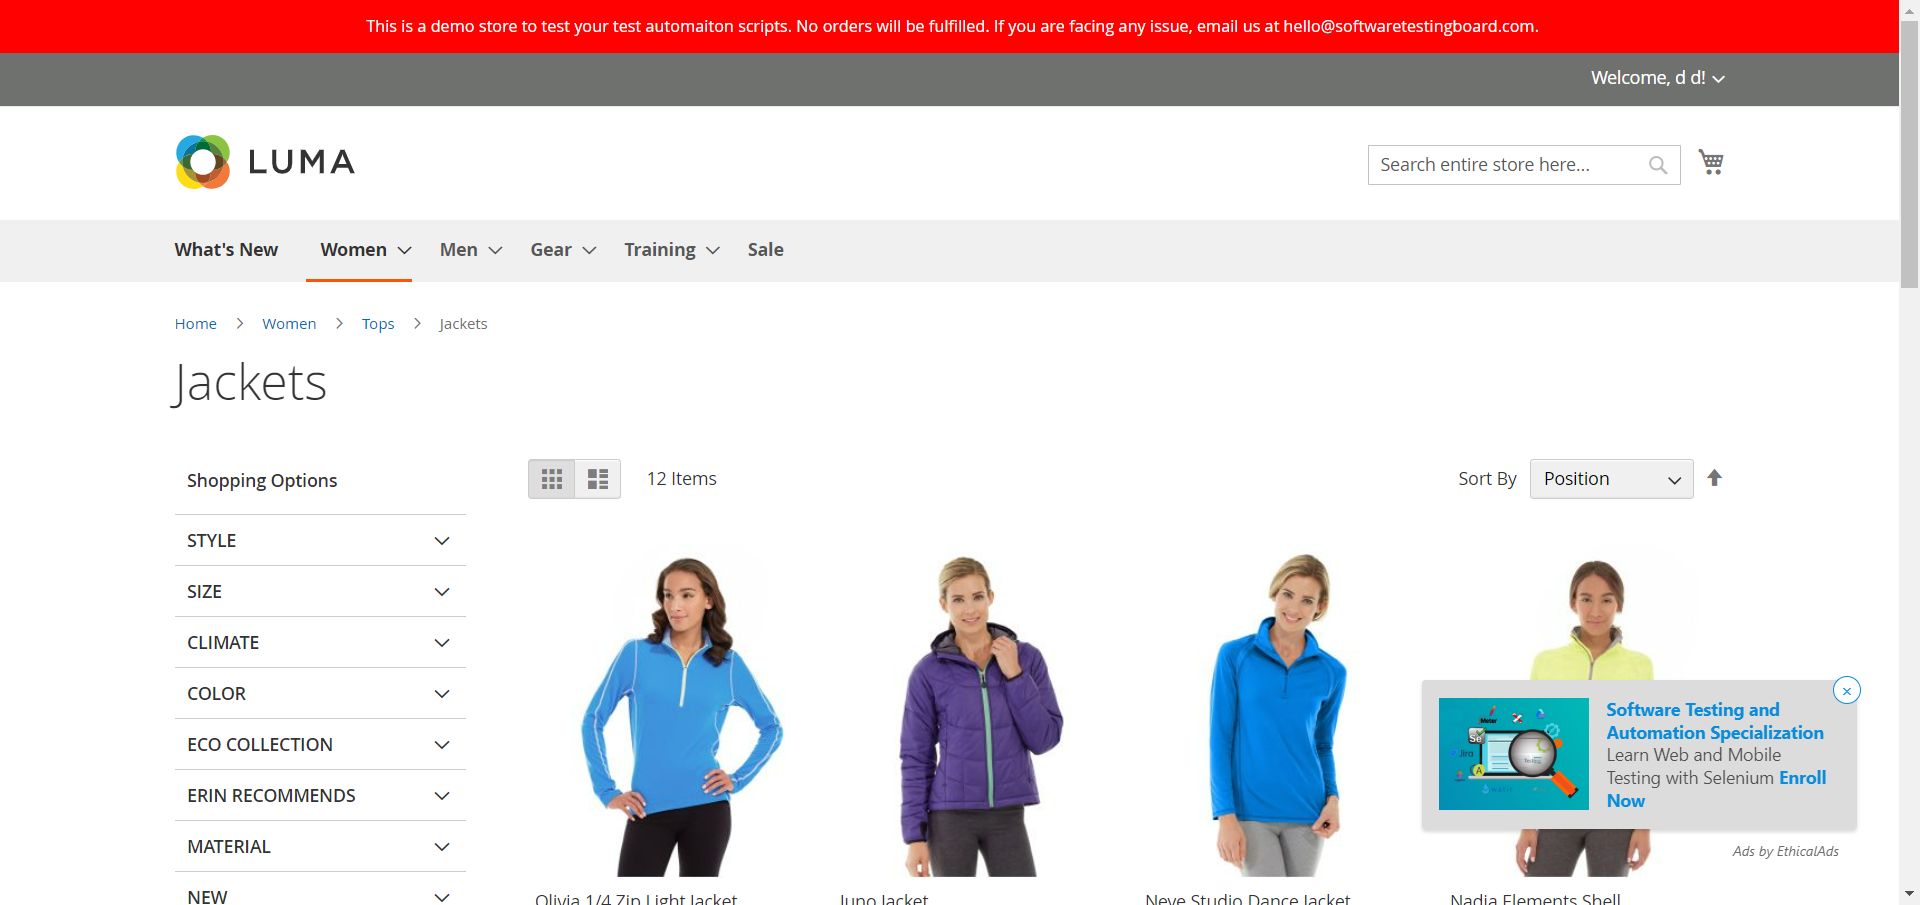 This is a demo store to test your test automaiton scripts. No orders will be fulfilled. If you are facing any issue, email us at hello@softwaretestingboard.com.
Welcome, d d!
LUMA
Search entire store here...
What's New
Women
Men
Gear
Training
Sale
Home
Women
Tops
Jackets
Jackets
Shopping Options
12 Items
Sort By
Position
STYLE
SIZE
CLIMATE
COLOR
ECO COLLECTION
ERIN RECOMMENDS
MATERIAL
NEW
Software Testing and
Automation Specialization
Learn Web and Mobile
Testing with Selenium Enroll
Now
Ads by EthicalAds
Olivia 1/4 Zip Light Jacket
Juno Jacket
Neve Studio Dance Jacket
Nadia Elements Shell